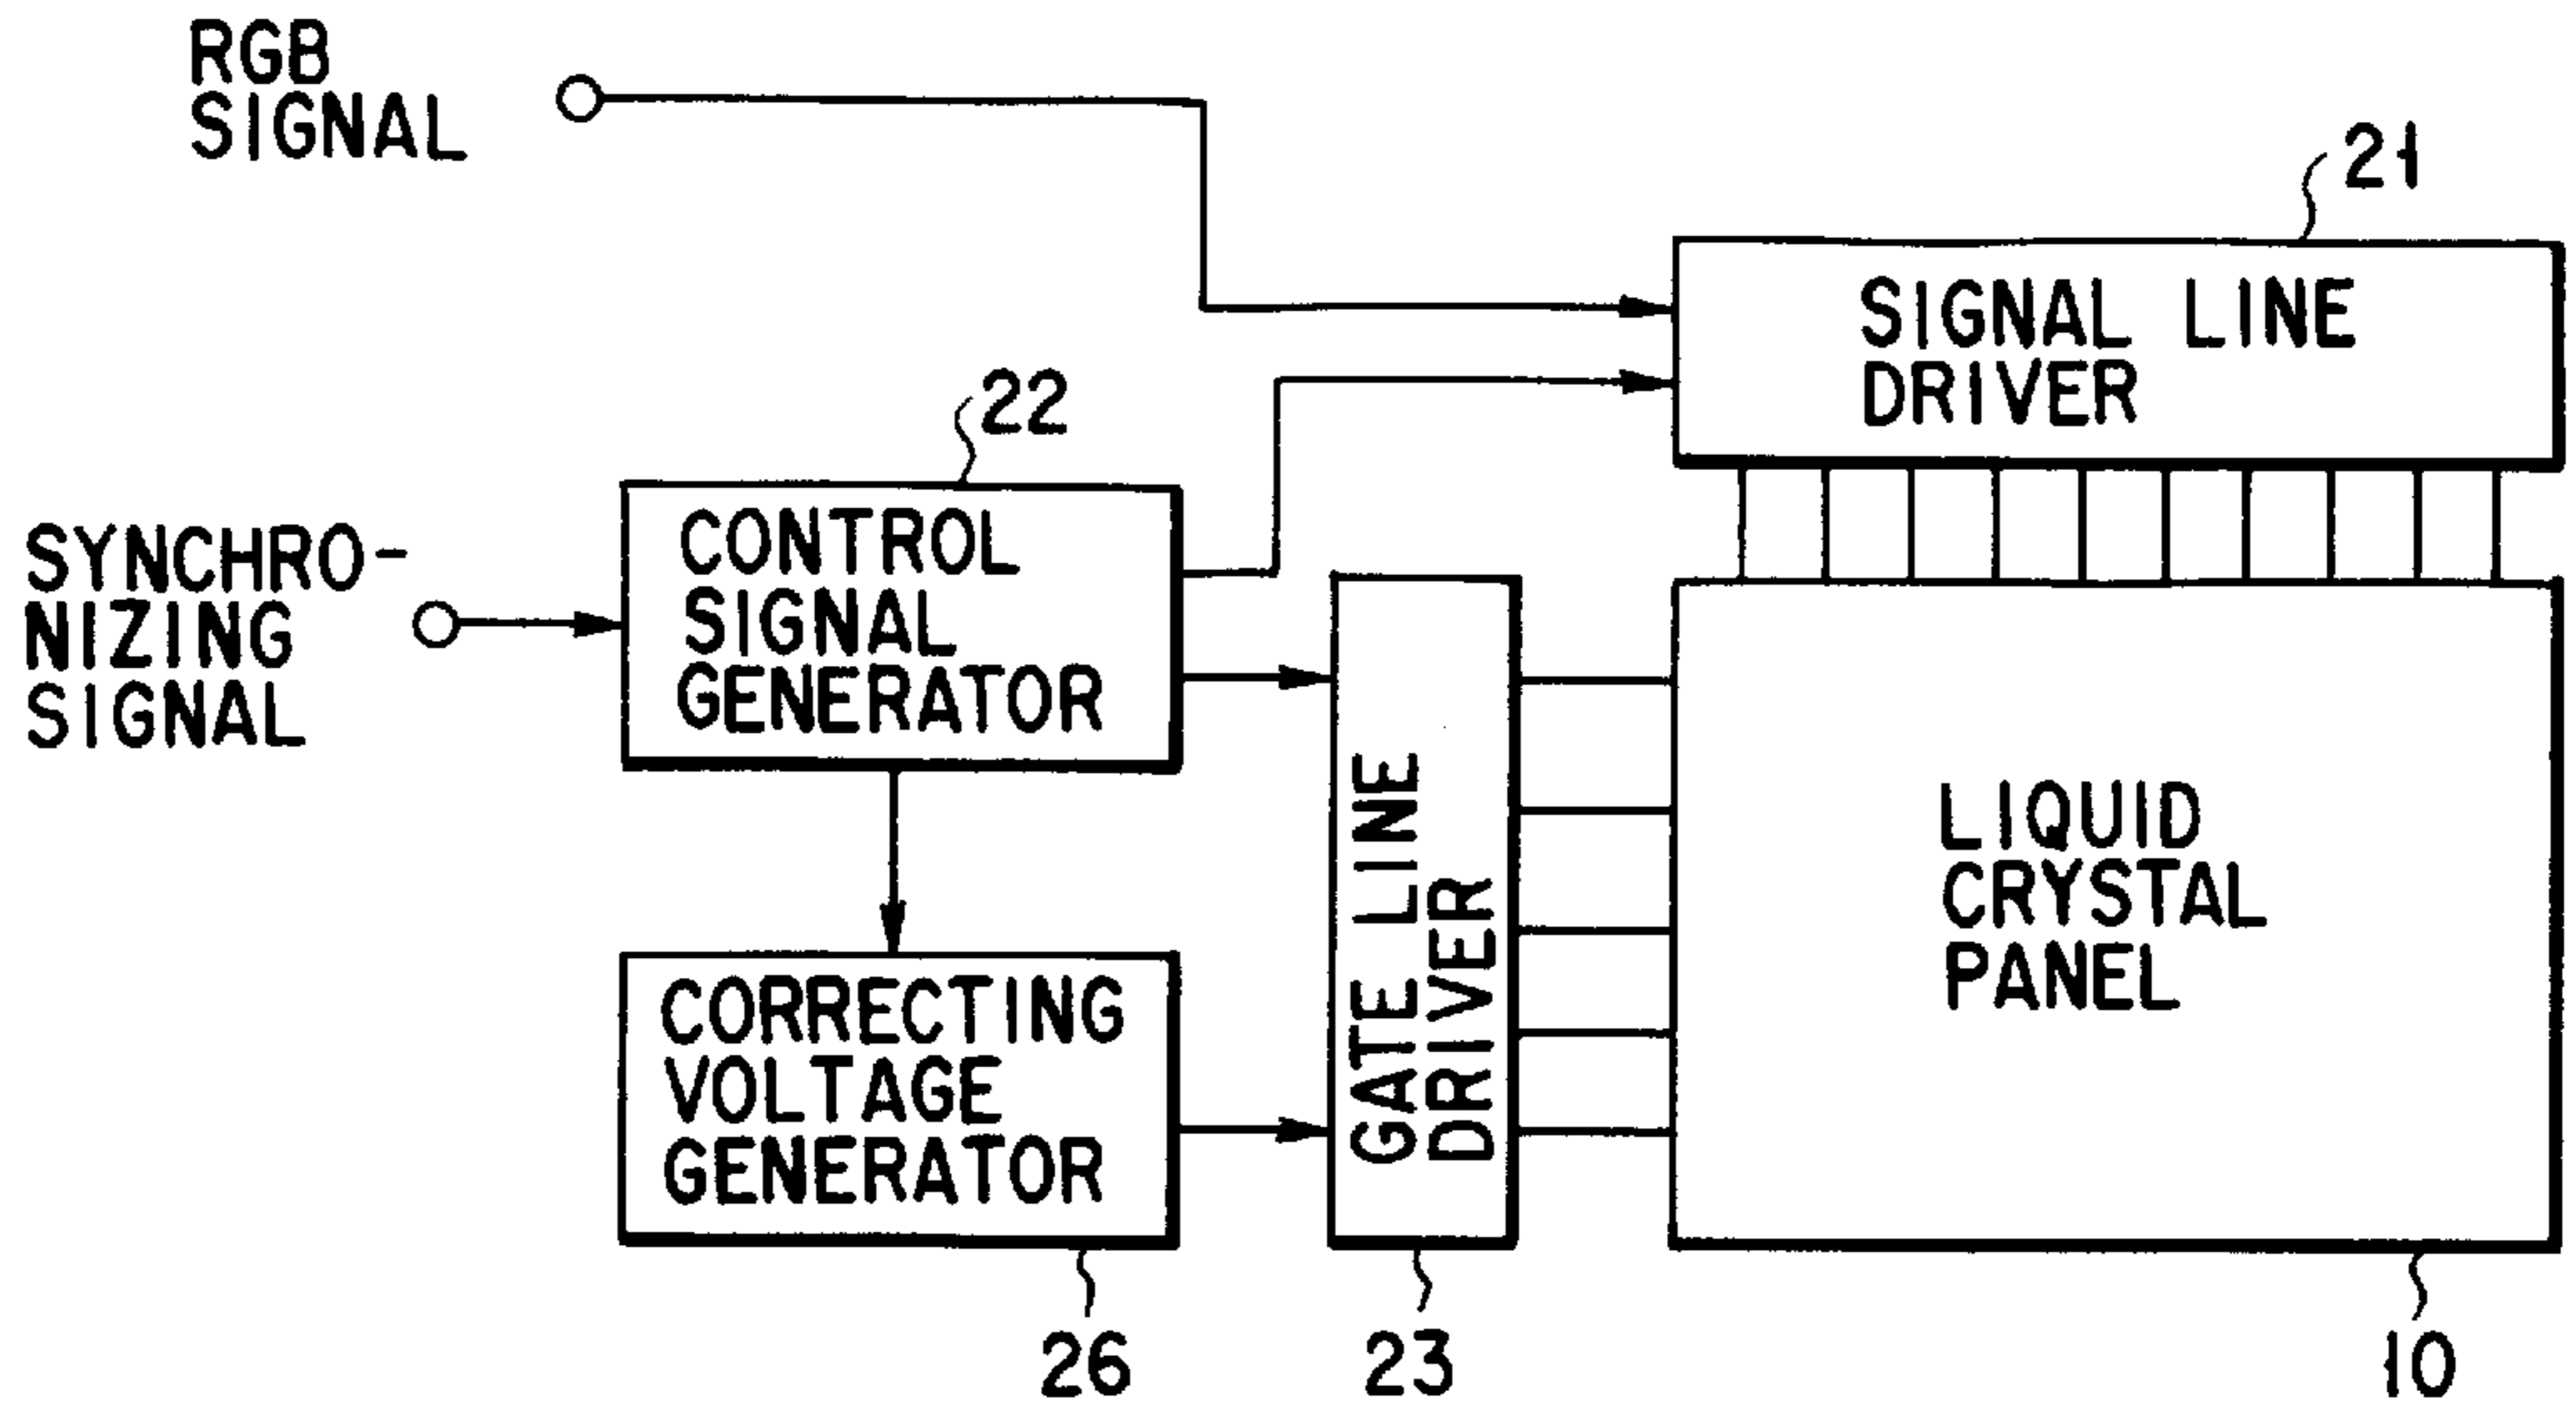 RGB
SIGNAL
21
SIGNAL LINE
DRIVER
22
SYNCHRO-
NIZING
SIGNAL
CONTROL
SIGNAL
GENERATOR
GATE LINE
DRIVER
LIQUID
CRYSTAL
PANEL
CORRECTING
VOLTAGE
GENERATOR
26
23
10